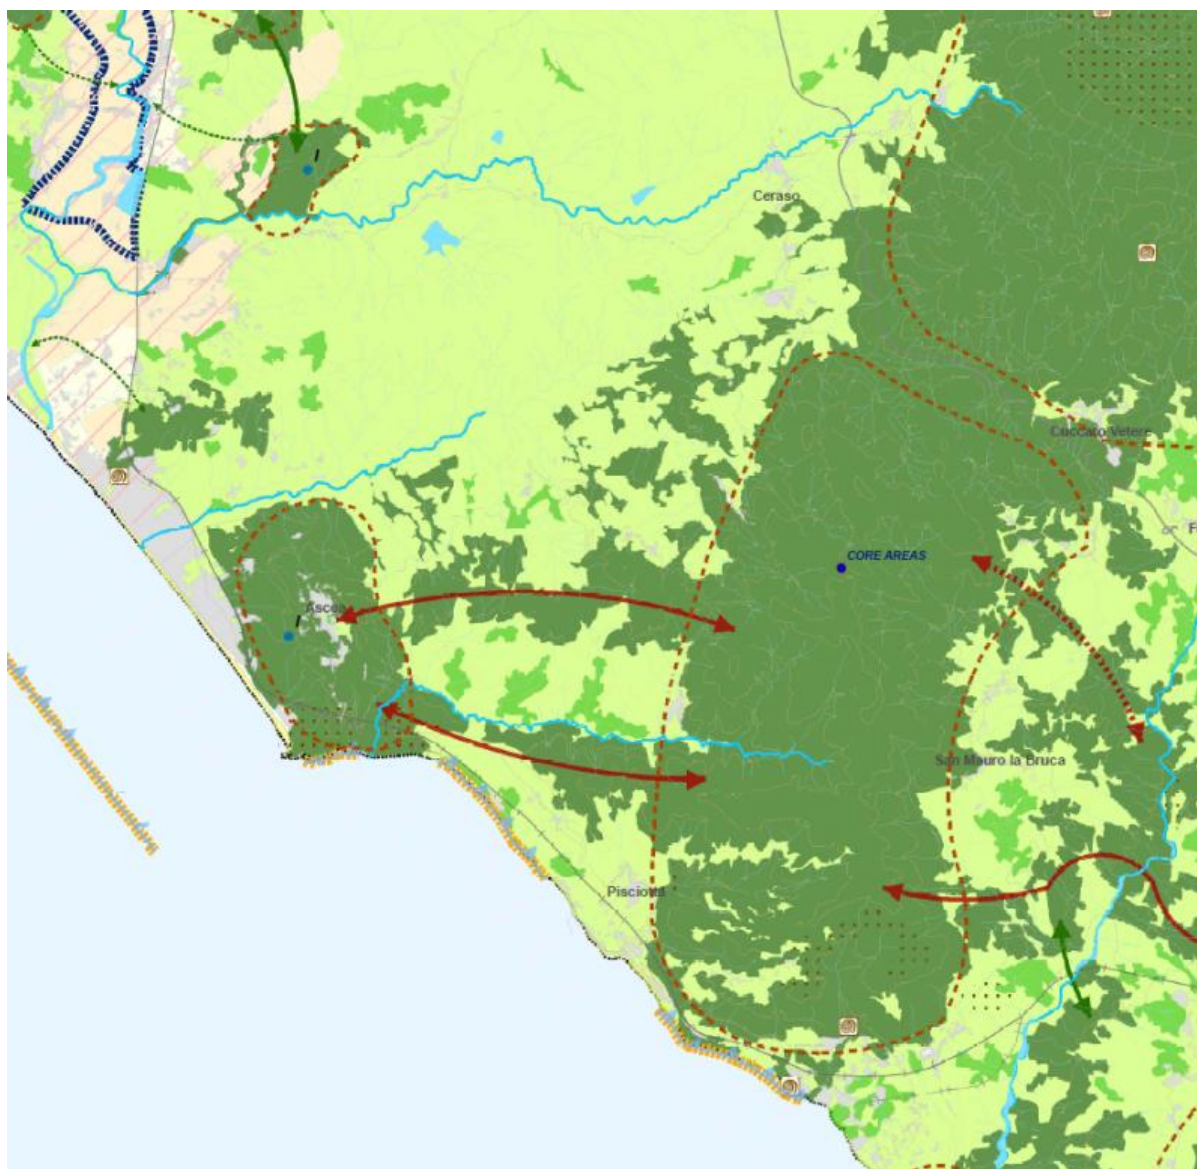 I
Ceraso
Cuccaro Vetere
F
CORE AREAS
Ascea
I
San Mauro la Bruca
Pisciotta